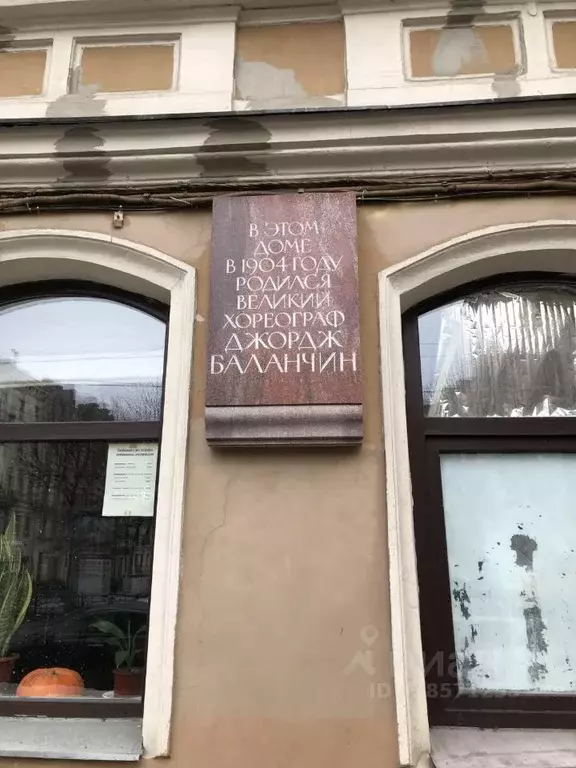 В ЭТОМ
ДОМЕ
В 1904 ГОДУ
РОДИЛСЯ
ВЕЛИКИЙ
ХОРЕОГРАФ
ДЖОРДЖ
БАЛАНЧИН